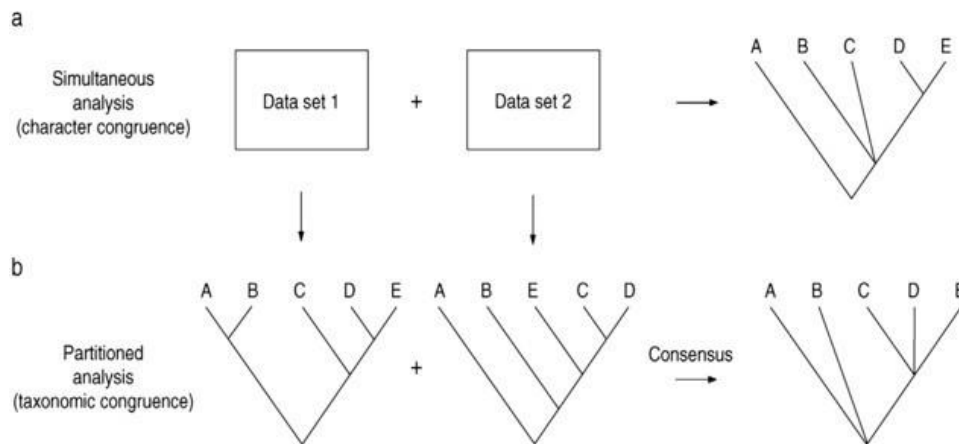 a
Simultaneous
analysis
(character congruence)
Data set 1
+
Data set 2
A B C D E
b
A B C D E
A B E C D
Partitioned
analysis
(taxonomic congruence)
+
Consensus
A B C D E